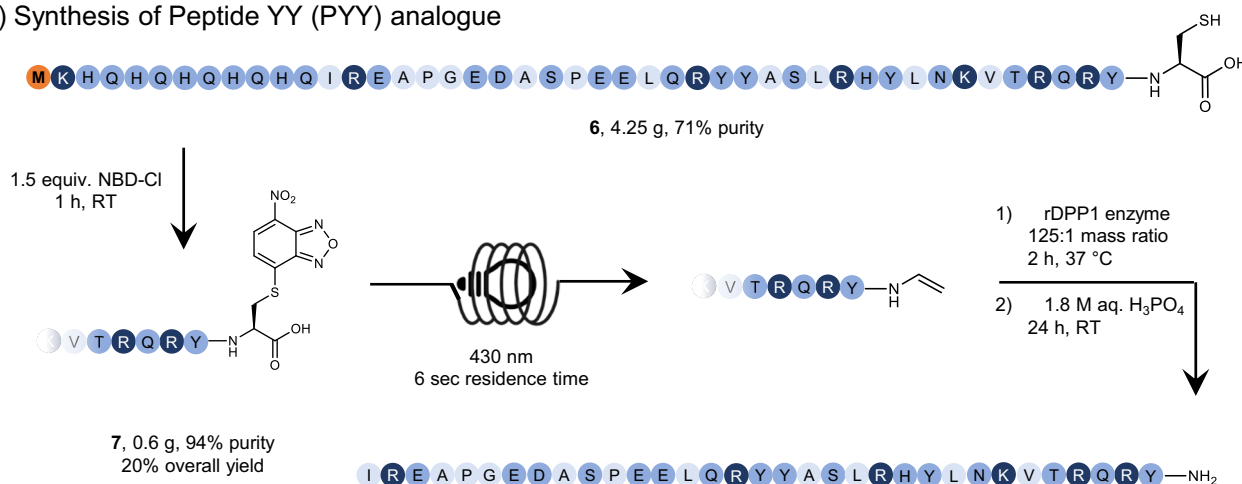 ) Synthesis of Peptide YY (PYY) analogue
SH
M K H Q H Q H Q H Q H Q I R E A P G E D A S P E E L Q R Y Y A S L R H Y L N K V T R Q R Y N H OH O
6, 4.25 g, 71% purity
1.5 equiv. NBD-Cl
1 h, RT
NO₂
N
O
N
S
V T R Q R Y N H OH O
7, 0.6 g, 94% purity
20% overall yield
430 nm
6 sec residence time
V T R Q R Y N H
1) rDPP1 enzyme
125:1 mass ratio
2 h, 37 °C
2) 1.8 M aq. H₃PO₄
24 h, RT
I R E A P G E D A S P E E L Q R Y Y A S L R H Y L N K V T R Q R Y NH₂